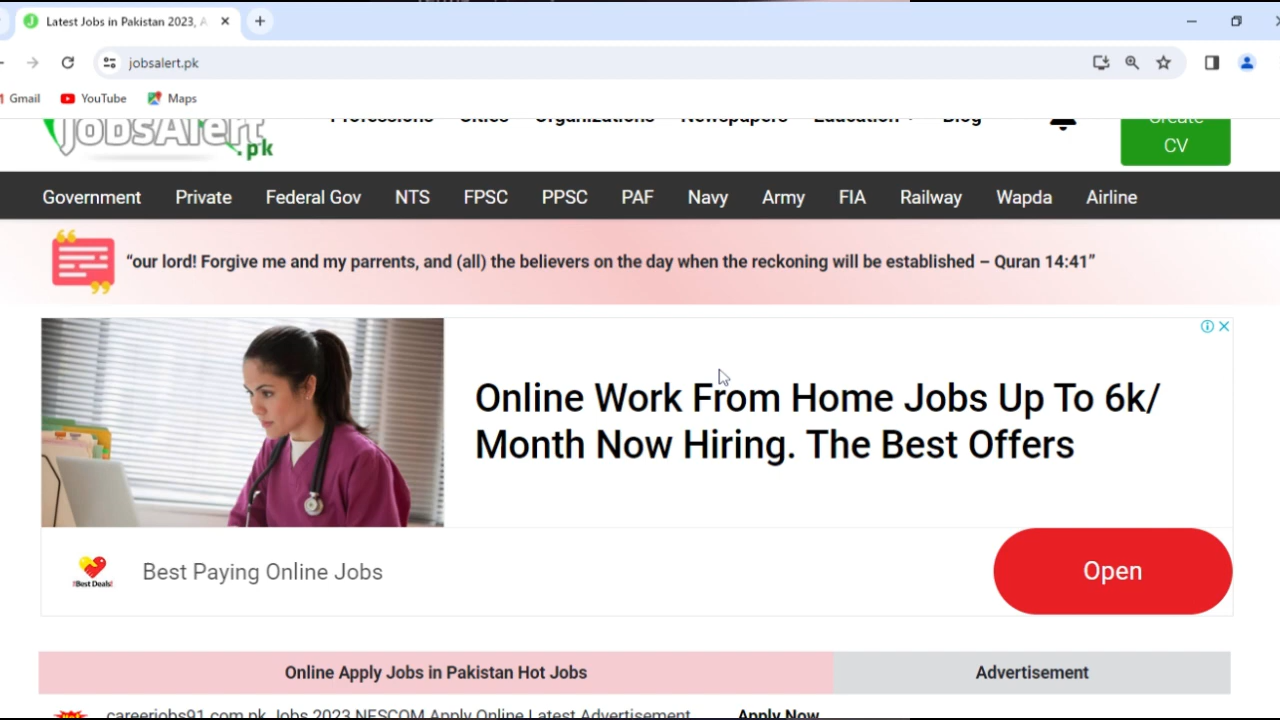 Latest Jobs in Pakistan 2023, A
jobsalert.pk
Gmail YouTube Maps
JobsAlert.pk
Professions Cities Organizations Newspapers Education Blog
Create
CV
Government Private Federal Gov NTS FPSC PPSC PAF Navy Army FIA Railway Wapda Airline
“our lord! Forgive me and my parrents, and (all) the believers on the day when the reckoning will be established – Quran 14:41”
Online Work From Home Jobs Up To 6k/
Month Now Hiring. The Best Offers
Best Deals!
Best Paying Online Jobs
Open
Online Apply Jobs in Pakistan Hot Jobs Advertisement
careerjobs91.com.pk Jobs 2023 NESCOM Apply Online Latest Advertisement Apply Now